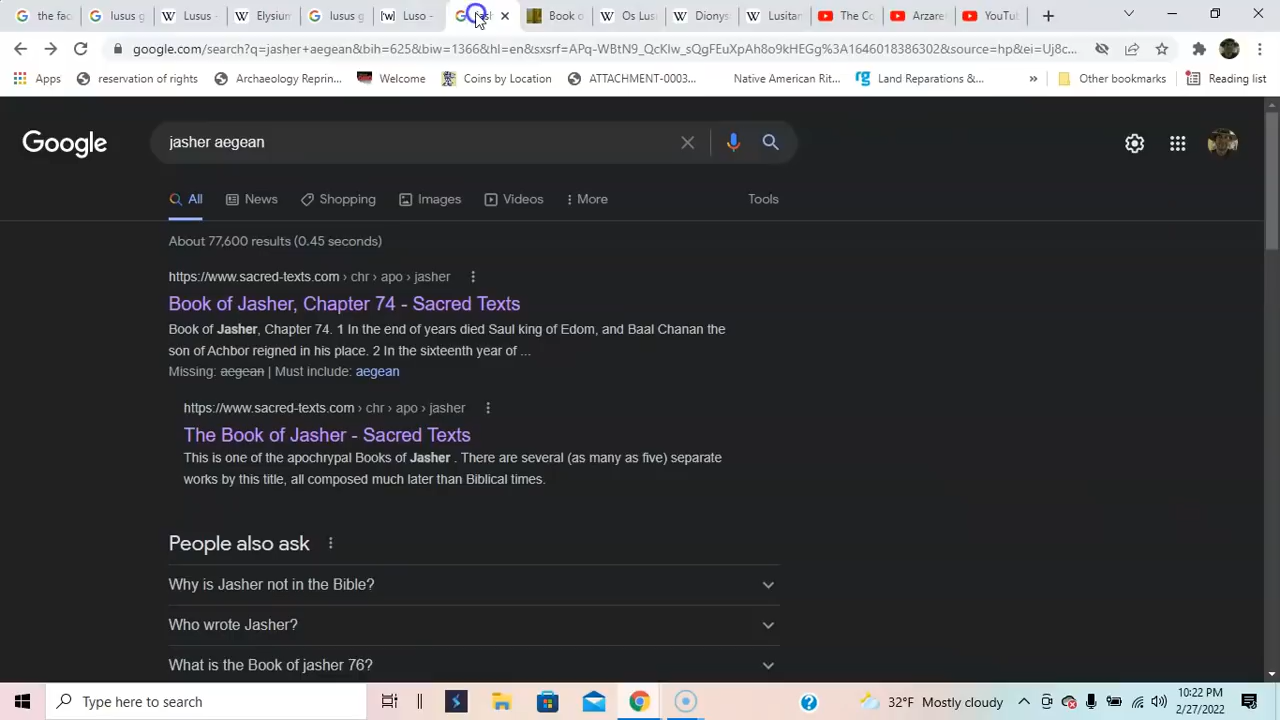 the fac
lusus g
Lusus -
Elysium
lusus g
Luso -
Book o
Os Lus
Dionys
Lusitan
The Co
Arzare
YouTu
google.com/search?q=jasher+aegean&bih=625&biw=1366&hl=en&sxsrf=APq-WBtN9_QcKlw_sQgFEuXpAh8o9kHEGg%3A1646018386302&source=hp&ei=Uj8c...
Apps
reservation of rights
Archaeology Reprin...
Welcome
Coins by Location
ATTACHMENT-0003...
Native American Rit...
Land Reparations &...
»
Other bookmarks
Reading list
Google
jasher aegean
All
News
Shopping
Images
Videos
More
Tools
About 77,600 results (0.45 seconds)
https://www.sacred-texts.com › chr › apo › jasher
Book of Jasher, Chapter 74 - Sacred Texts
Book of Jasher, Chapter 74. 1 In the end of years died Saul king of Edom, and Baal Chanan the
son of Achbor reigned in his place. 2 In the sixteenth year of ...
Missing: aegean | Must include: aegean
https://www.sacred-texts.com › chr › apo › jasher
The Book of Jasher - Sacred Texts
This is one of the apochrypal Books of Jasher . There are several (as many as five) separate
works by this title, all composed much later than Biblical times.
People also ask
Why is Jasher not in the Bible?
Who wrote Jasher?
What is the Book of jasher 76?
Type here to search
32°F Mostly cloudy
10:22 PM
2/27/2022